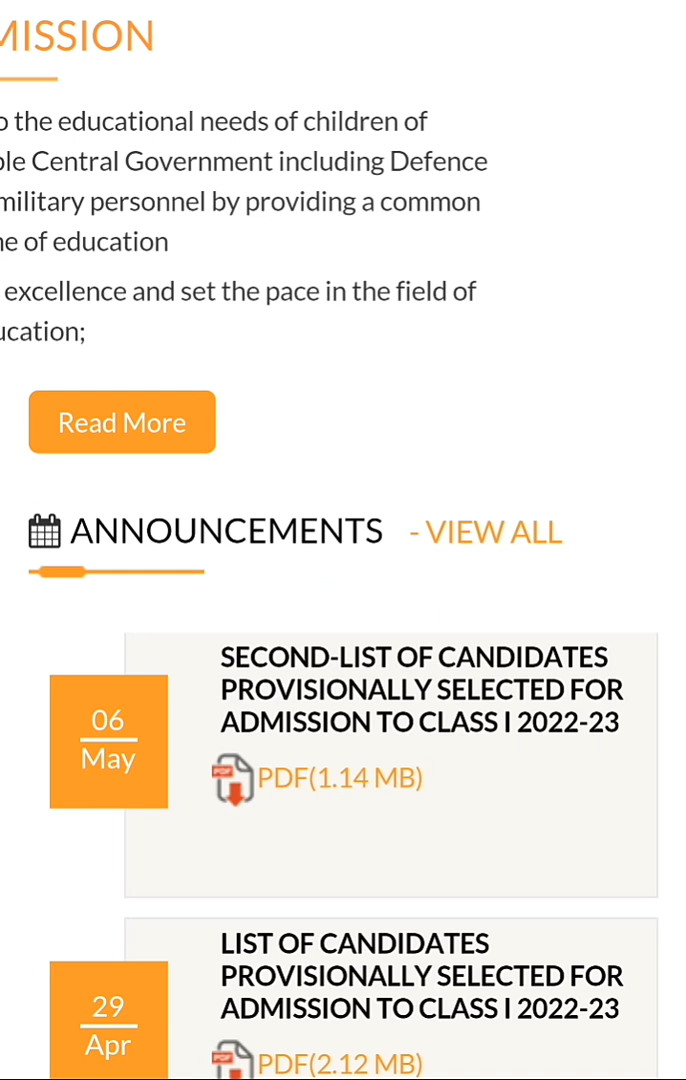 MISSION
o the educational needs of children of
ble Central Government including Defence
military personnel by providing a common
ne of education
excellence and set the pace in the field of
ucation;
Read More
ANNOUNCEMENTS - VIEW ALL
SECOND-LIST OF CANDIDATES
PROVISIONALLY SELECTED FOR
ADMISSION TO CLASS I 2022-23
06
May
PDF(1.14 MB)
LIST OF CANDIDATES
PROVISIONALLY SELECTED FOR
ADMISSION TO CLASS I 2022-23
29
Apr
PDF(2.12 MB)